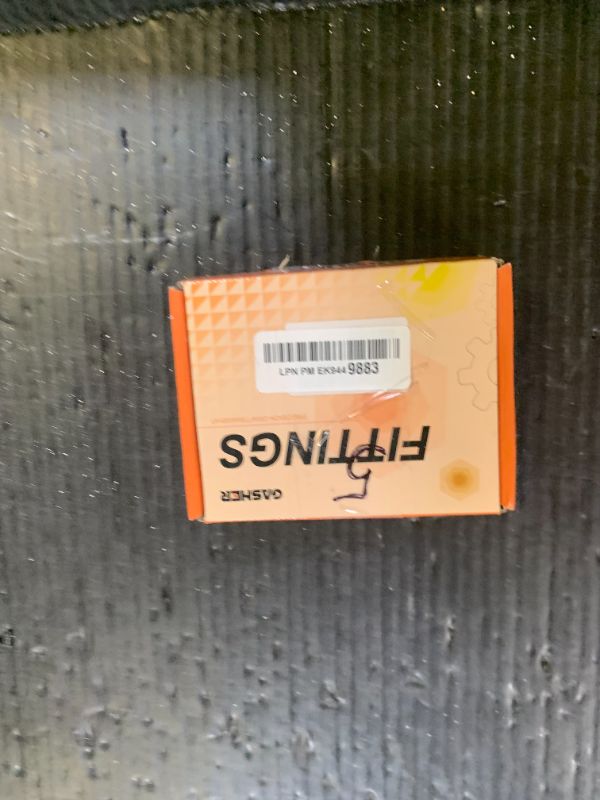 LPN PM EK944 9883
GASHER
FITTINGS
5